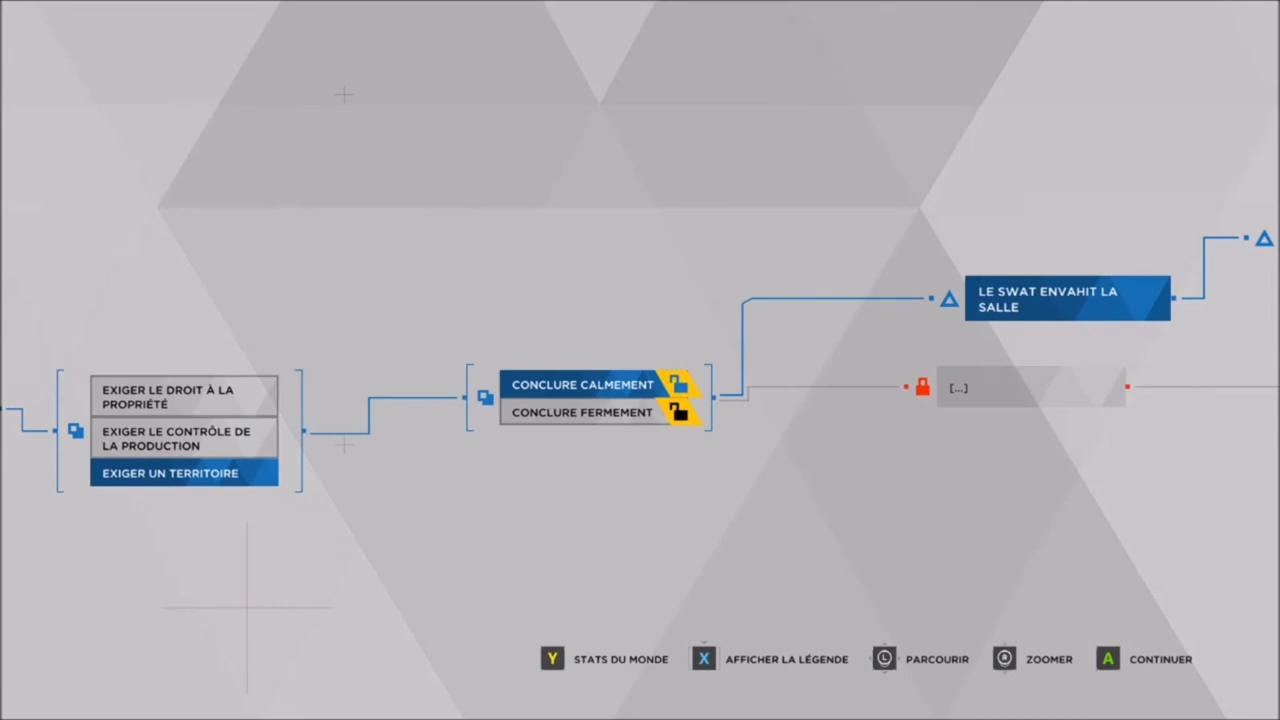 EXIGER LE DROIT À LA
PROPRIÉTÉ
EXIGER LE CONTRÔLE DE
LA PRODUCTION
EXIGER UN TERRITOIRE
CONCLURE CALMEMENT
CONCLURE FERMEMENT
LE SWAT ENVAHIT LA
SALLE
[...]
Y STATS DU MONDE
X AFFICHER LA LÉGENDE
L PARCOURIR
R ZOOMER
A CONTINUER